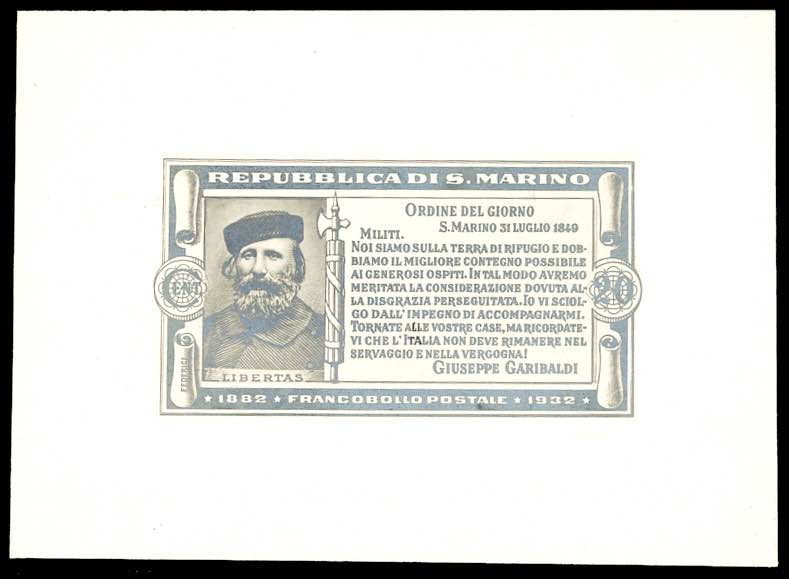 REPUBBLICA DI S. MARINO
ORDINE DEL GIORNO
S. MARINO 31 LUGLIO 1849
MILITI.
NOI SIAMO SULLA TERRA DI RIFUGIO E DOB-
BIAMO IL MIGLIORE CONTEGNO POSSIBILE
AI GENEROSI OSPITI. IN TAL MODO AVREMO
MERITATA LA CONSIDERAZIONE DOVUTA AL-
LA DISGRAZIA PERSEGUITATA. IO VI SCIOL-
GO DALL'IMPEGNO DI ACCOMPAGNARMI.
TORNATE ALLE VOSTRE CASE, MA RICORDATE-
VI CHE L'ITALIA NON DEVE RIMANERE NEL
SERVAGGIO E NELLA VERGOGNA!
GIUSEPPE GARIBALDI
CENT
20
LIBERTAS
FEDERICI
★ 1882 ★ FRANCOBOLLO POSTALE ★ 1932 ★